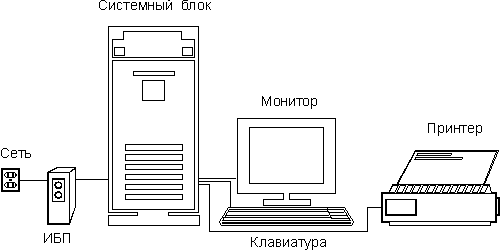 Системный блок
Монитор
Принтер
Сеть
ИБП
Клавиатура